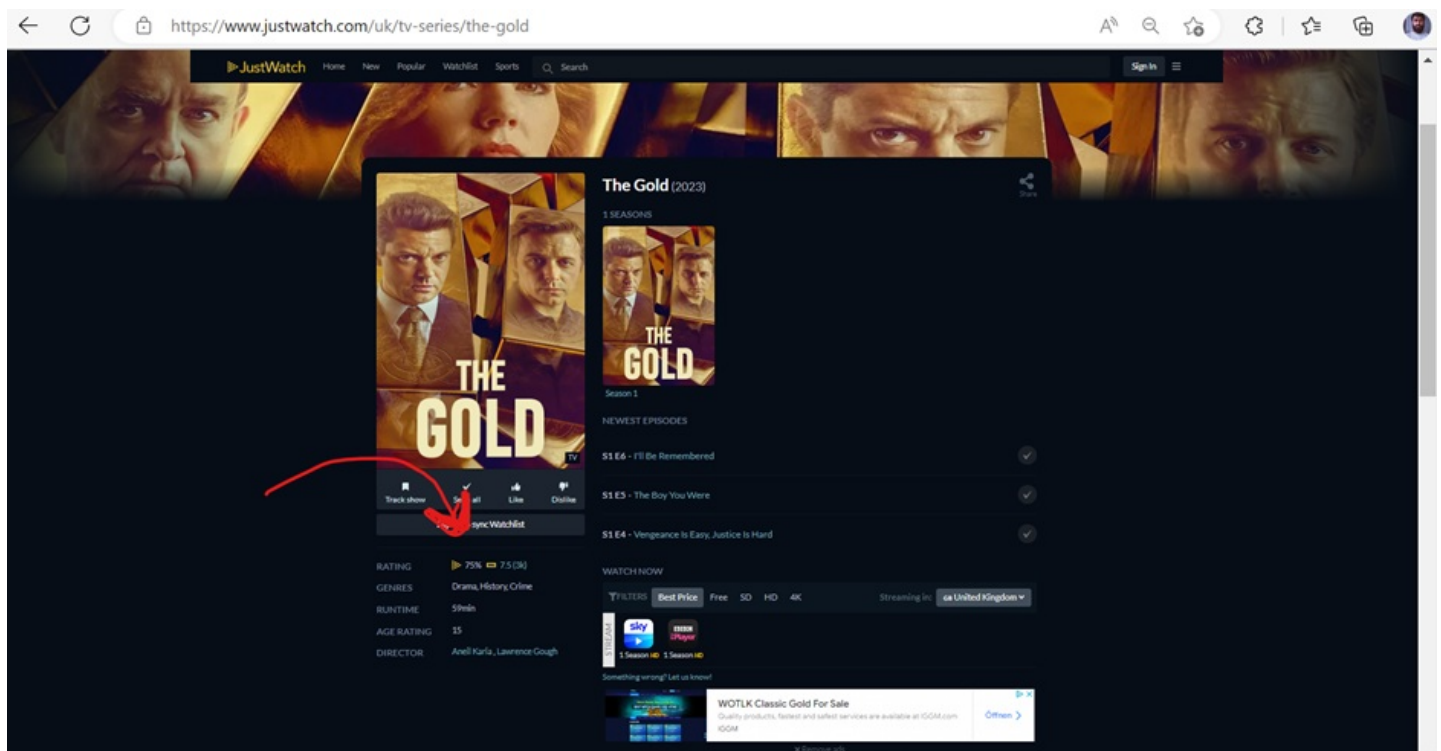 https://www.justwatch.com/uk/tv-series/the-gold
JustWatch Home New Popular Watchlist Sports Search Sign In
The Gold (2023)
Share
1 SEASONS
THE
GOLD
TV
THE
GOLD
Season 1
Track show all Like Dislike
sync Watchlist
RATING 75% 7.5 (3k)
GENRES Drama, History, Crime
RUNTIME 59min
AGE RATING 15
DIRECTOR Aneil Karia, Lawrence Gough
NEWEST EPISODES
S1 E6 - I'll Be Remembered
S1 E5 - The Boy You Were
S1 E4 - Vengeance Is Easy, Justice Is Hard
WATCH NOW
FILTERS Best Price Free SD HD 4K Streaming in: United Kingdom
STREAM
sky
BBC
iPlayer
1 Season HD 1 Season HD
Something wrong? Let us know!
WOTLK Classic Gold For Sale
Quality products, fastest and safest services are available at IGGM.com
IGGM
Öffnen
X Remove ads